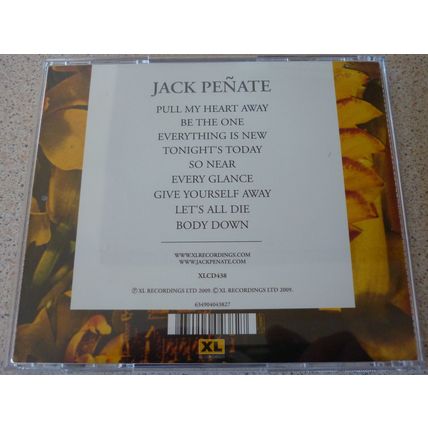 JACK PEÑATE
PULL MY HEART AWAY
BE THE ONE
EVERYTHING IS NEW
TONIGHT'S TODAY
SO NEAR
EVERY GLANCE
GIVE YOURSELF AWAY
LET'S ALL DIE
BODY DOWN
WWW.XLRECORDINGS.COM
WWW.JACKPENATE.COM
XLCD438
℗ XL RECORDINGS LTD 2009. © XL RECORDINGS LTD 2009.
634904043827
XL